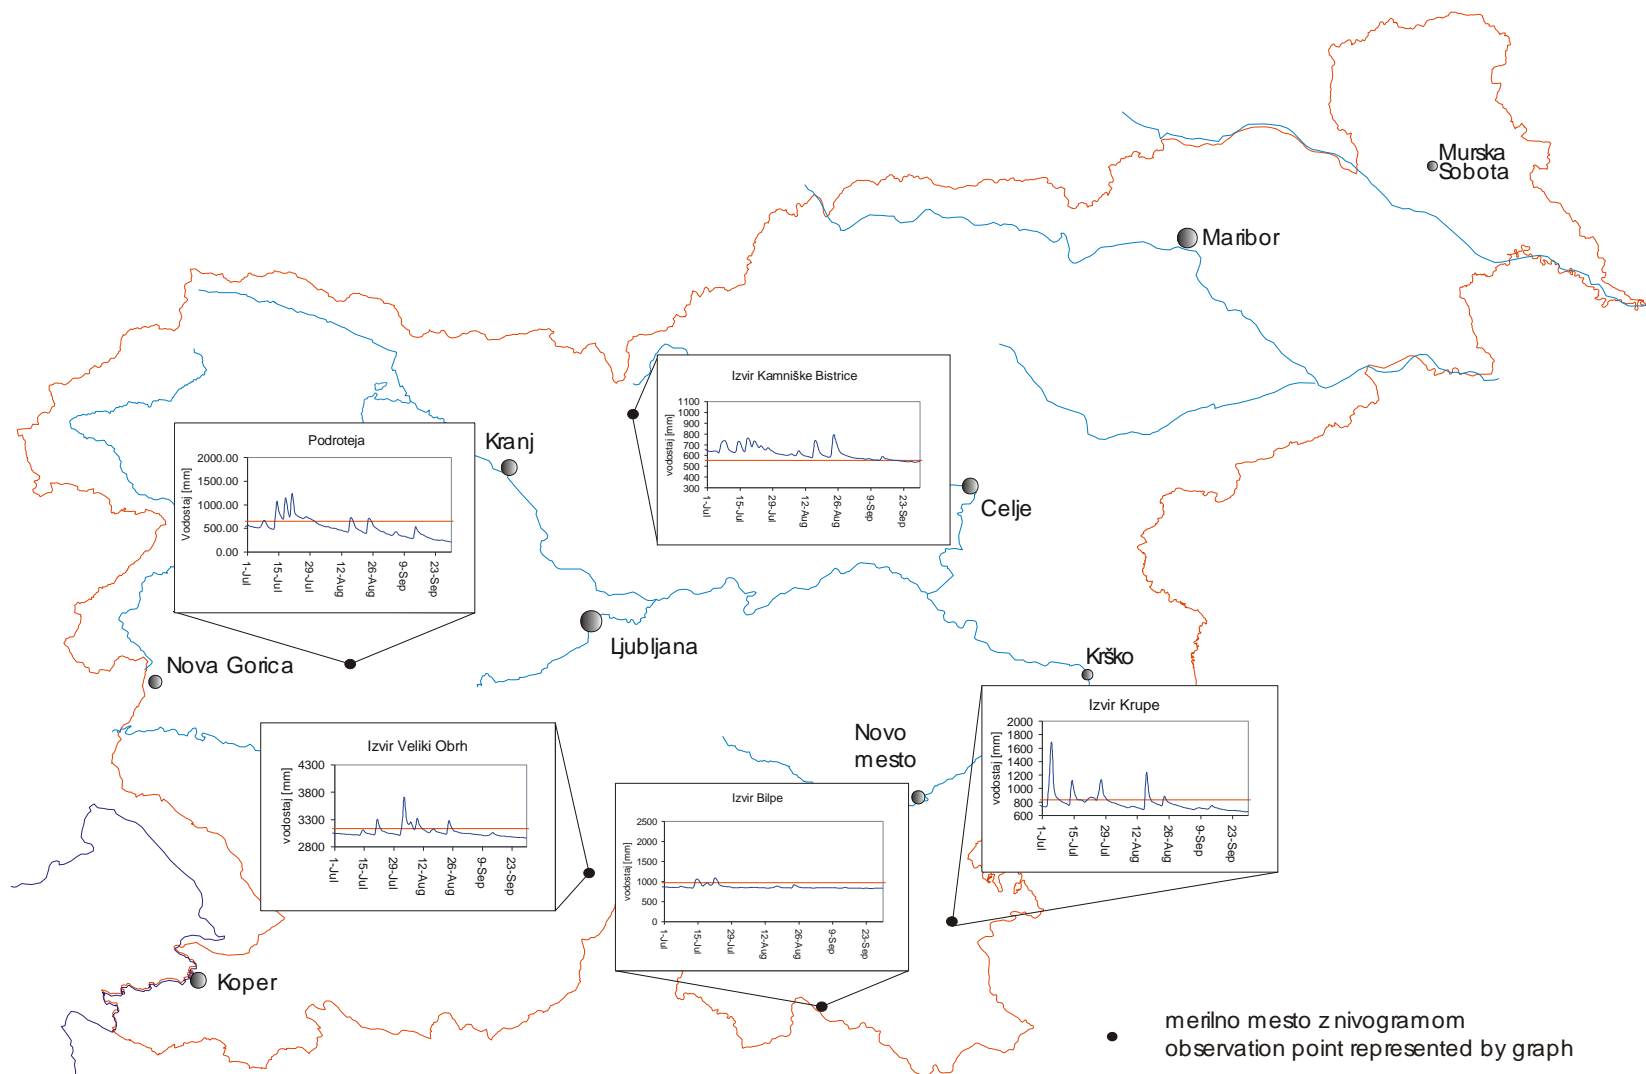 Murska
Sobota
Maribor
Izvir Kamniške Bistrice
vodostaj [mm]
1100
1000
900
800
700
600
500
400
300
1-Jul
15-Jul
29-Jul
12-Aug
26-Aug
9-Sep
23-Sep
Podroteja
Vodostaj [mm]
2000.00
1500.00
1000.00
500.00
0.00
1-Jul
15-Jul
29-Jul
12-Aug
26-Aug
9-Sep
23-Sep
Kranj
Celje
Ljubljana
Nova Gorica
Krško
Izvir Krupe
vodostaj [mm]
2000
1800
1600
1400
1200
1000
800
600
1-Jul
15-Jul
29-Jul
12-Aug
26-Aug
9-Sep
23-Sep
Novo
mesto
Izvir Veliki Obrh
vodostaj [mm]
4300
3800
3300
2800
1-Jul
15-Jul
29-Jul
12-Aug
26-Aug
9-Sep
23-Sep
Izvir Bilpe
vodostaj [mm]
2500
2000
1500
1000
500
0
1-Jul
15-Jul
29-Jul
12-Aug
26-Aug
9-Sep
23-Sep
Koper
merilno mesto z nivogramom
observation point represented by graph